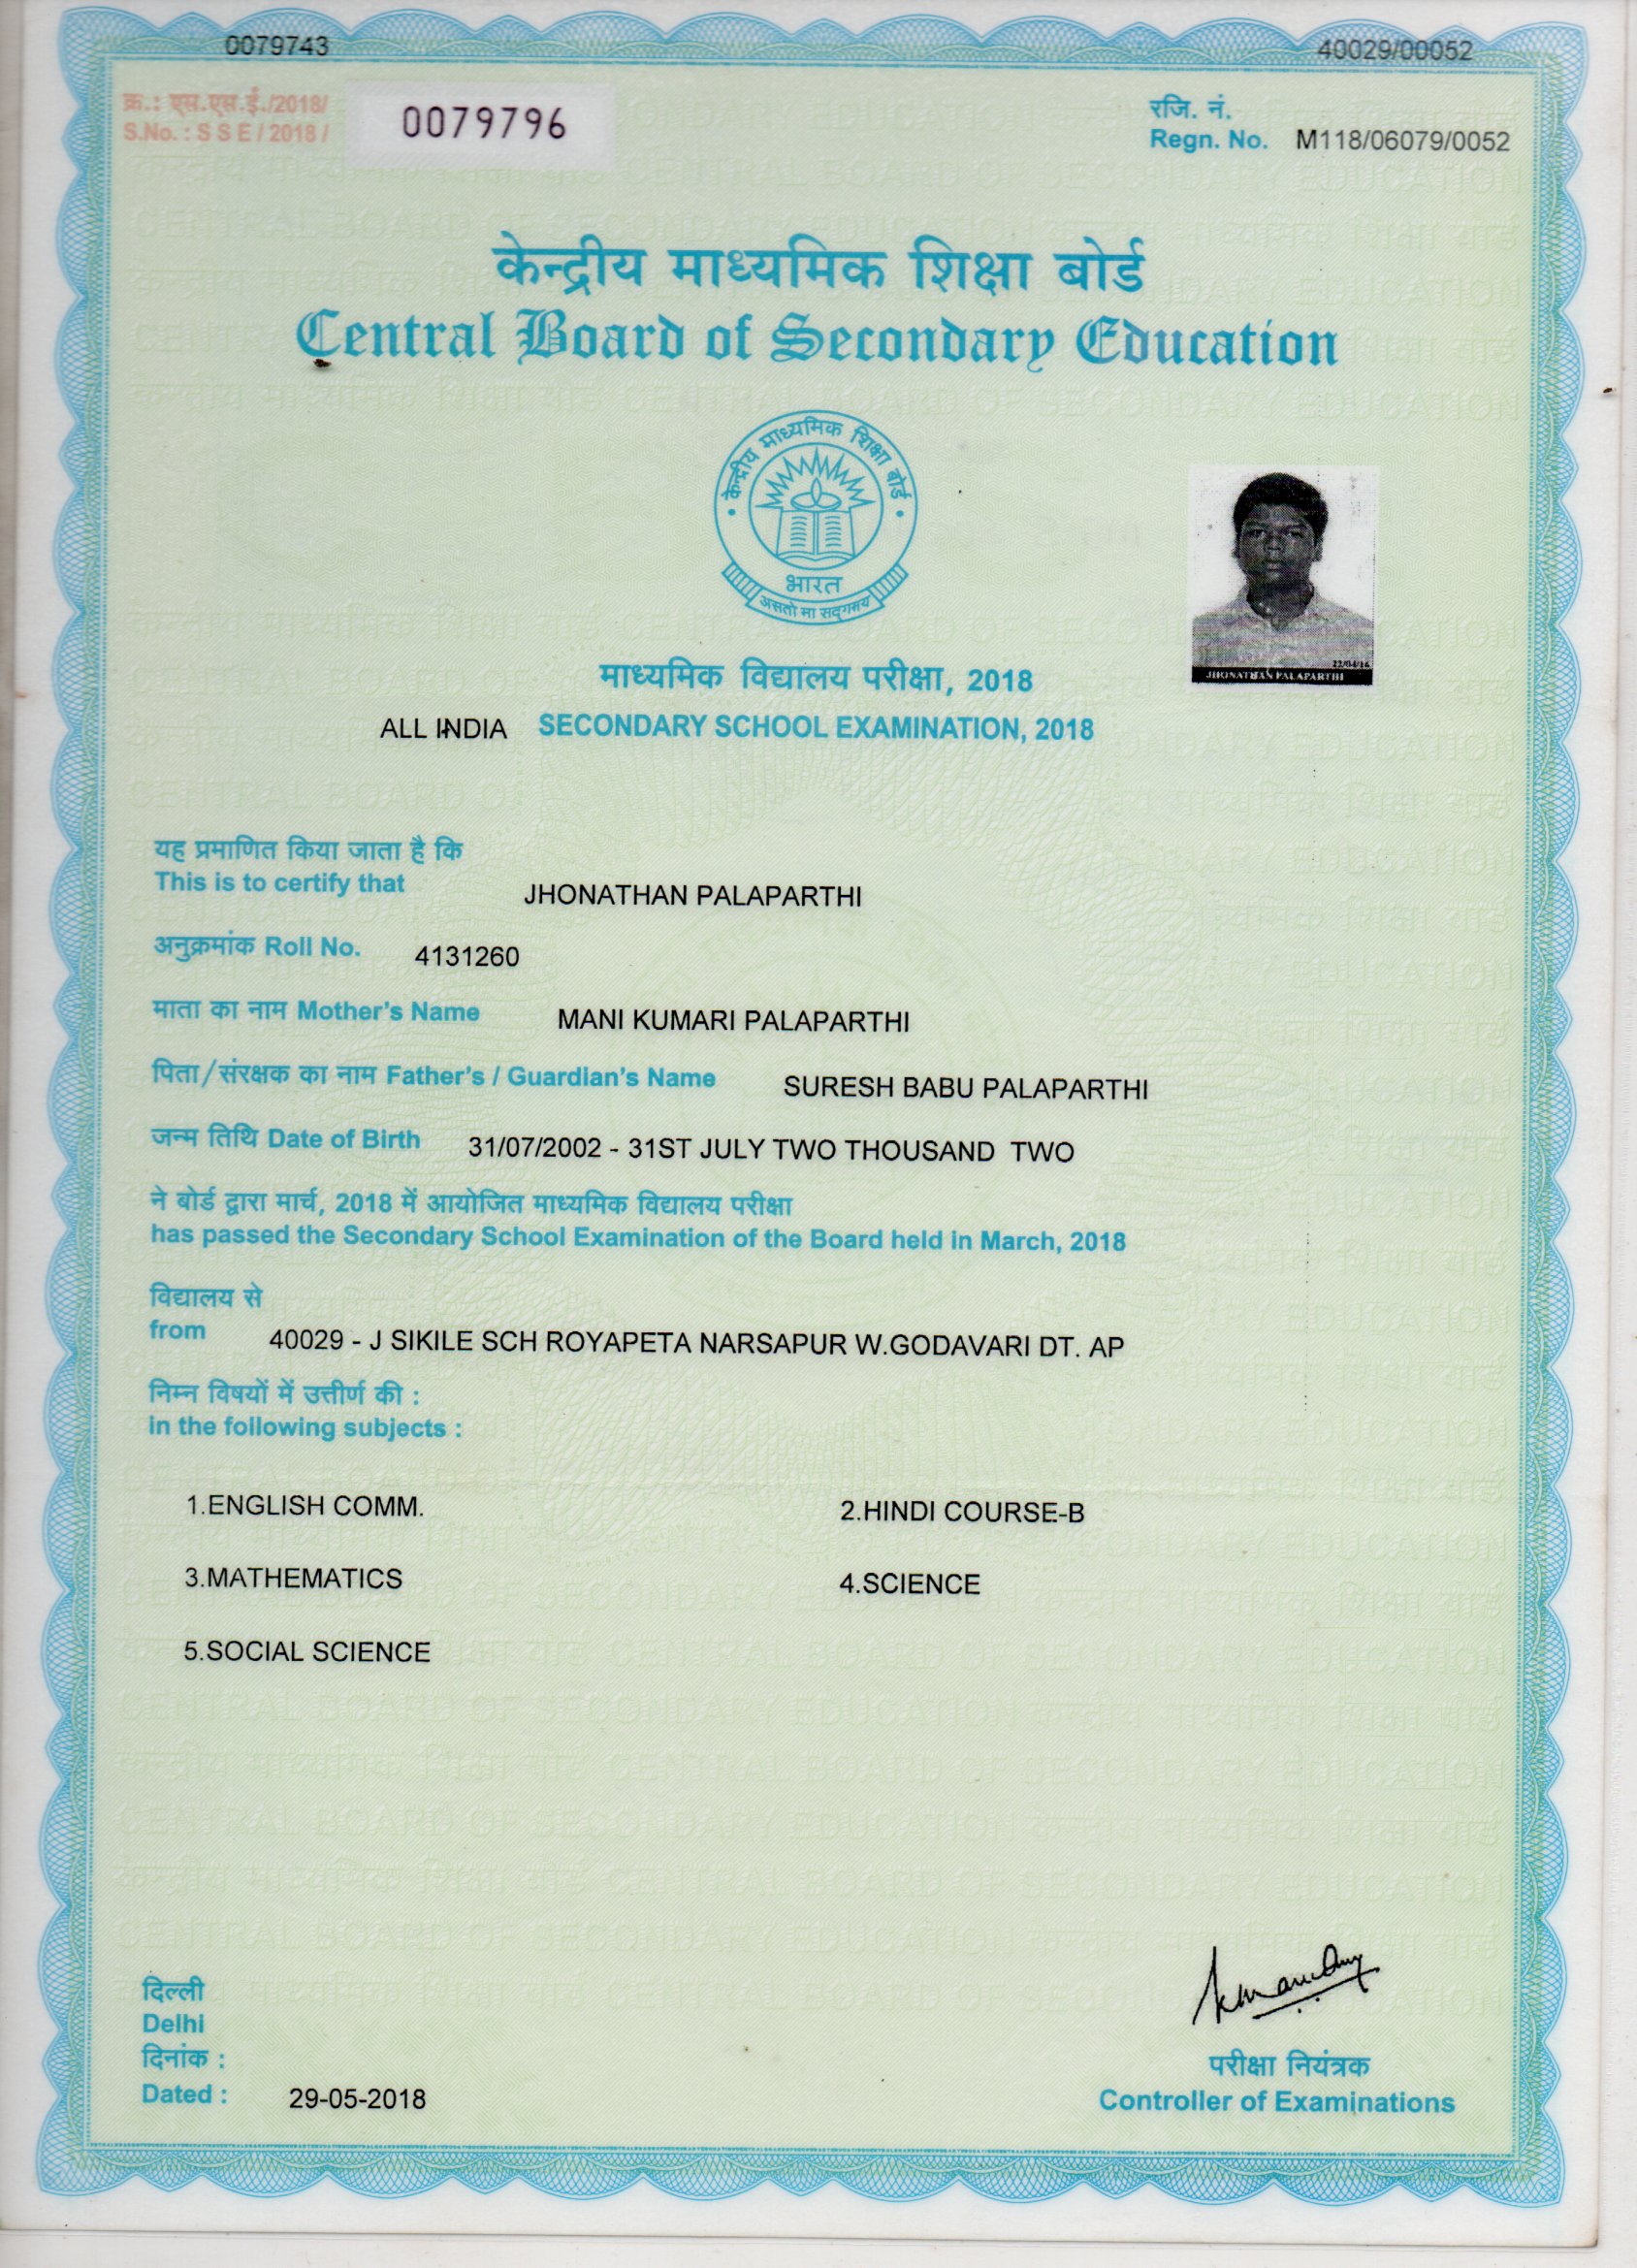 0079743 40029/00052
क्र.: एस.एस.ई./2018/
S.No. : S S E / 2018 / 0079796
रजि. नं.
Regn. No. M118/06079/0052
केन्द्रीय माध्यमिक शिक्षा बोर्ड
Central Board of Secondary Education
केन्द्रीय माध्यमिक शिक्षा बोर्ड
भारत
असतो मा सद्गमय
22/04/16
JHONATHAN PALAPARTHI
माध्यमिक विद्यालय परीक्षा, 2018
ALL INDIA SECONDARY SCHOOL EXAMINATION, 2018
यह प्रमाणित किया जाता है कि
This is to certify that JHONATHAN PALAPARTHI
अनुक्रमांक Roll No. 4131260
माता का नाम Mother's Name MANI KUMARI PALAPARTHI
पिता/संरक्षक का नाम Father's / Guardian's Name SURESH BABU PALAPARTHI
जन्म तिथि Date of Birth 31/07/2002 - 31ST JULY TWO THOUSAND TWO
ने बोर्ड द्वारा मार्च, 2018 में आयोजित माध्यमिक विद्यालय परीक्षा
has passed the Secondary School Examination of the Board held in March, 2018
विद्यालय से
from 40029 - J SIKILE SCH ROYAPETA NARSAPUR W.GODAVARI DT. AP
निम्न विषयों में उत्तीर्ण की :
in the following subjects :
1.ENGLISH COMM. 2.HINDI COURSE-B
3.MATHEMATICS 4.SCIENCE
5.SOCIAL SCIENCE
दिल्ली
Delhi
दिनांक :
Dated : 29-05-2018
परीक्षा नियंत्रक
Controller of Examinations